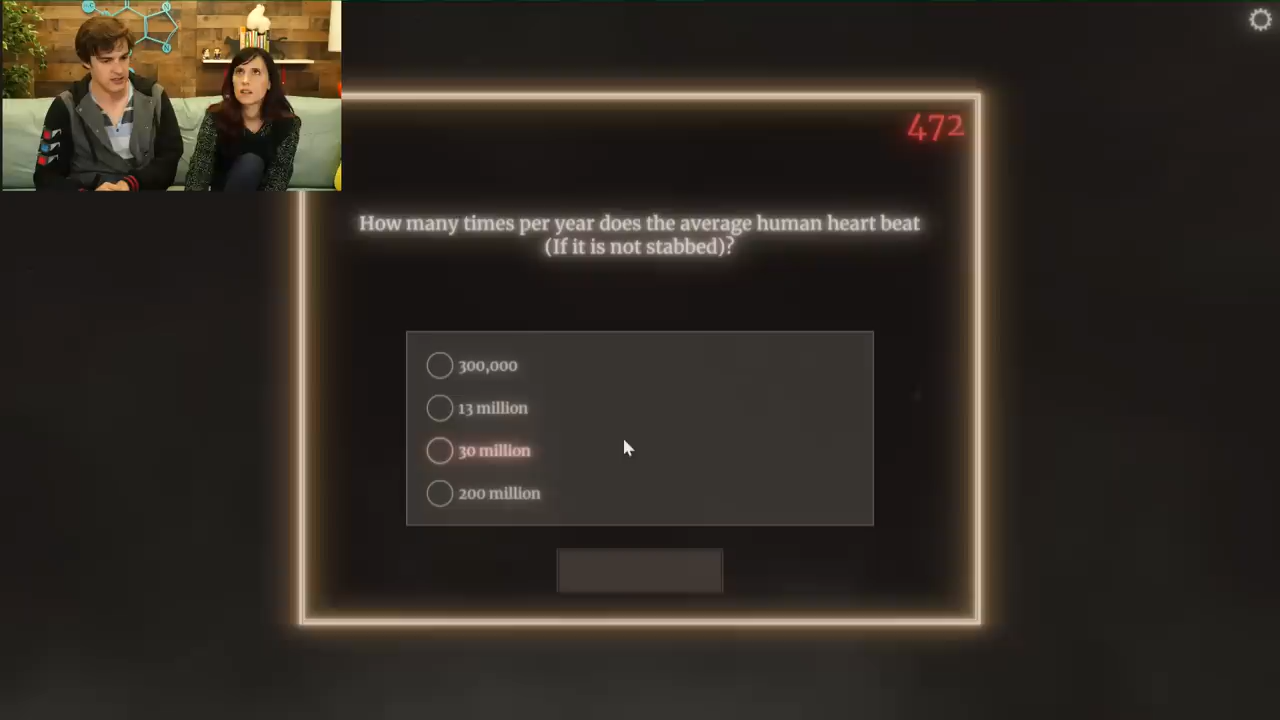 472
How many times per year does the average human heart beat
(If it is not stabbed)?
300,000
13 million
30 million
200 million